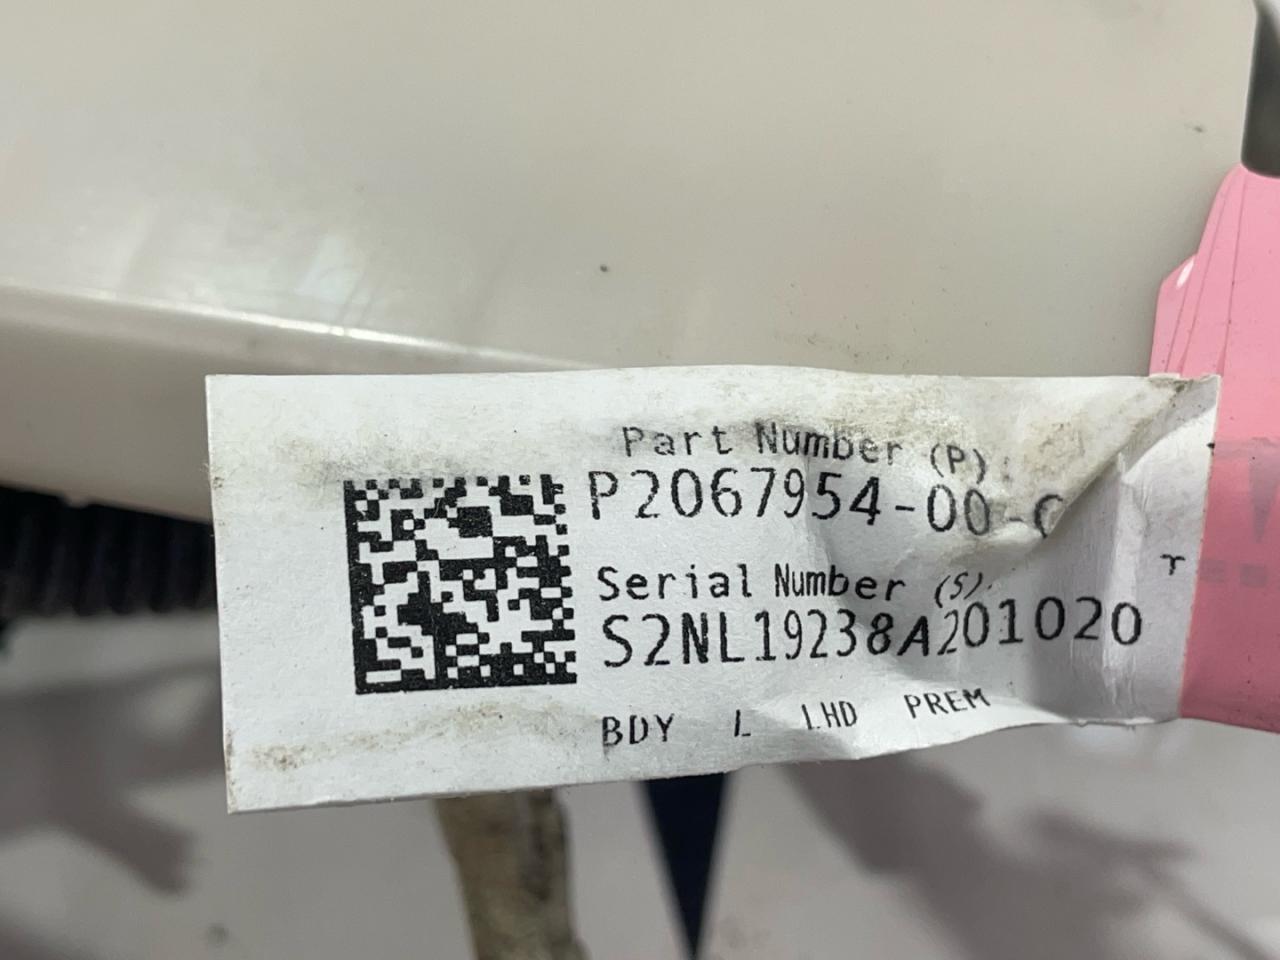 Part Number (P):
P2067954-00-
Serial Number (S):
S2NL19238A201020
BDY L LHD PREM